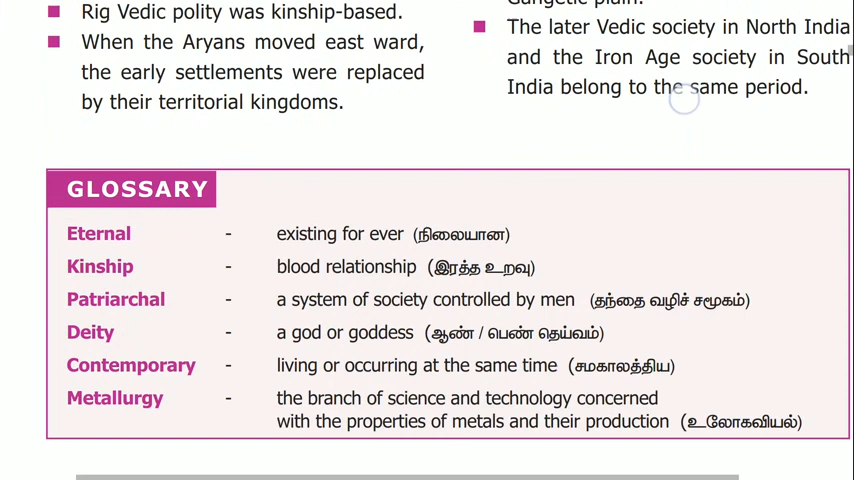 Rig Vedic polity was kinship-based.
When the Aryans moved east ward,
the early settlements were replaced
by their territorial kingdoms.
The later Vedic society in North India
and the Iron Age society in South
India belong to the same period.
GLOSSARY
Eternal - existing for ever (நிலையான)
Kinship - blood relationship (இரத்த உறவு)
Patriarchal - a system of society controlled by men (தந்தை வழிச் சமூகம்)
Deity - a god or goddess (ஆண் / பெண் தெய்வம்)
Contemporary - living or occurring at the same time (சமகாலத்திய)
Metallurgy - the branch of science and technology concerned
with the properties of metals and their production (உலோகவியல்)